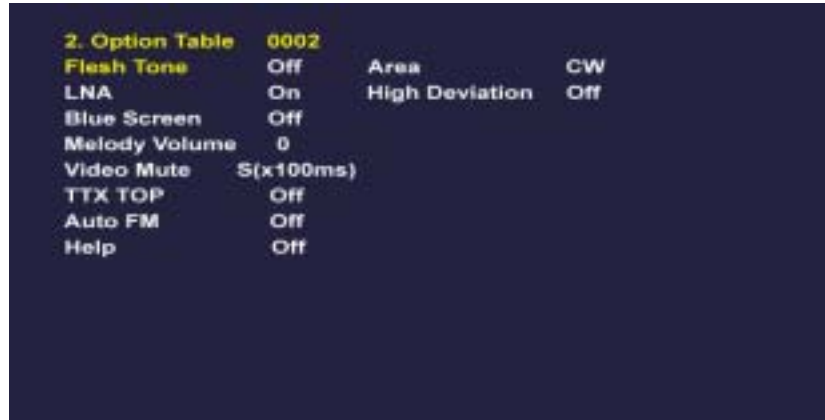 2. Option Table 0002
Flesh Tone Off Area CW
LNA On High Deviation Off
Blue Screen Off
Melody Volume 0
Video Mute S(x100ms)
TTX TOP Off
Auto FM Off
Help Off